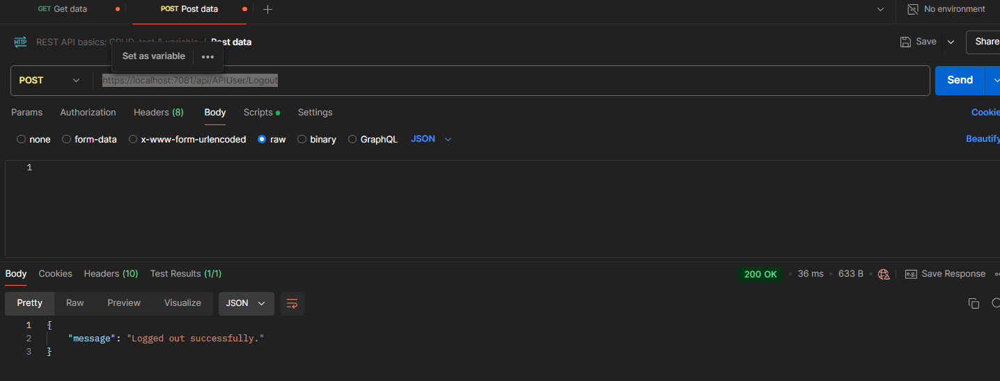 GET Get data POST Post data No environment
HTTP REST API basics: CRUD, test & variable / Post data Save Share
Set as variable
POST https://localhost:7081/api/APIUser/Logout Send
Params Authorization Headers (8) Body Scripts Settings Cookie
none form-data x-www-form-urlencoded raw binary GraphQL JSON Beautify
1
Body Cookies Headers (10) Test Results (1/1) 200 OK 36 ms 633 B e.g. Save Response
Pretty Raw Preview Visualize JSON
1 {
2 "message": "Logged out successfully."
3 }